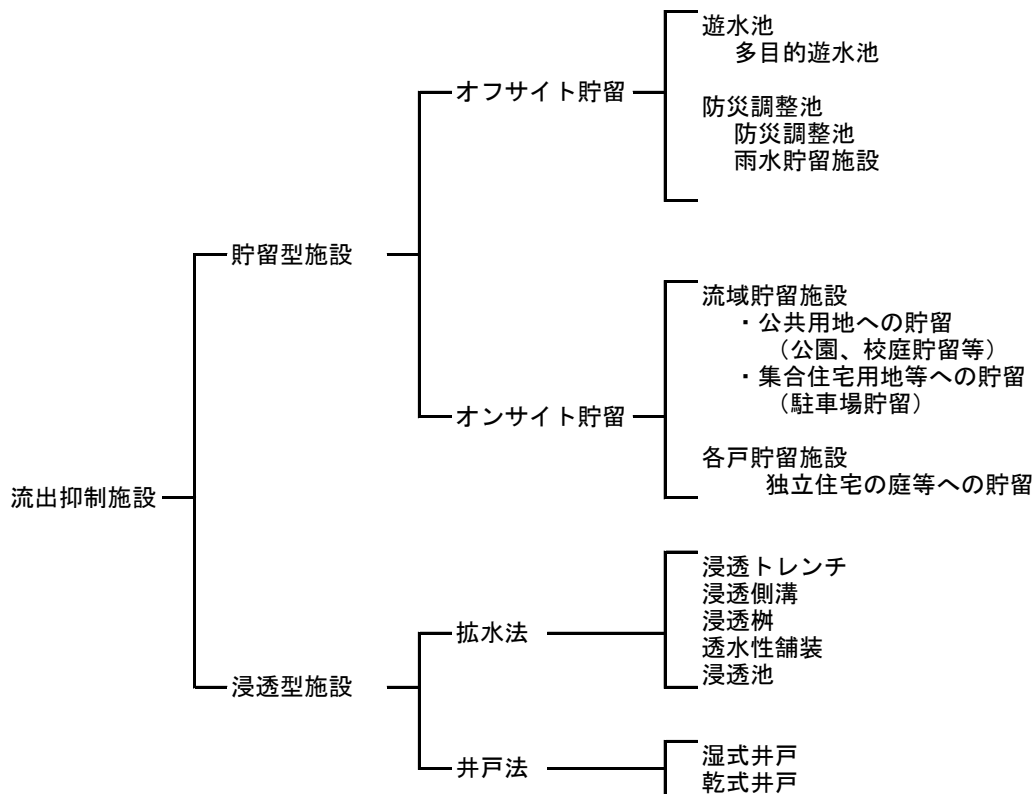 遊水池
多目的遊水池
オフサイト貯留
防災調整池
防災調整池
雨水貯留施設
貯留型施設
流域貯留施設
・公共用地への貯留
（公園、校庭貯留等）
・集合住宅用地等への貯留
（駐車場貯留）
オンサイト貯留
各戸貯留施設
独立住宅の庭等への貯留
流出抑制施設
浸透トレンチ
浸透側溝
浸透桝
透水性舗装
浸透池
拡水法
浸透型施設
湿式井戸
乾式井戸
井戸法